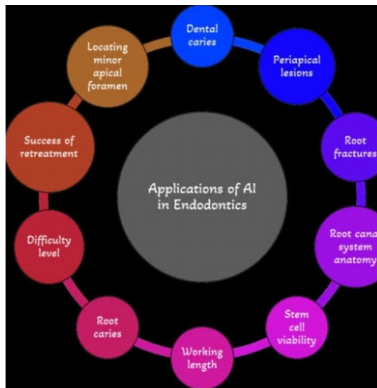 Dental
caries
Periapical
lesions
Root
fractures
Root canal
system
anatomy
Stem
cell
viability
Working
length
Root
caries
Difficulty
level
Success of
retreatment
Locating
minor
apical
foramen
Applications of AI
in Endodontics